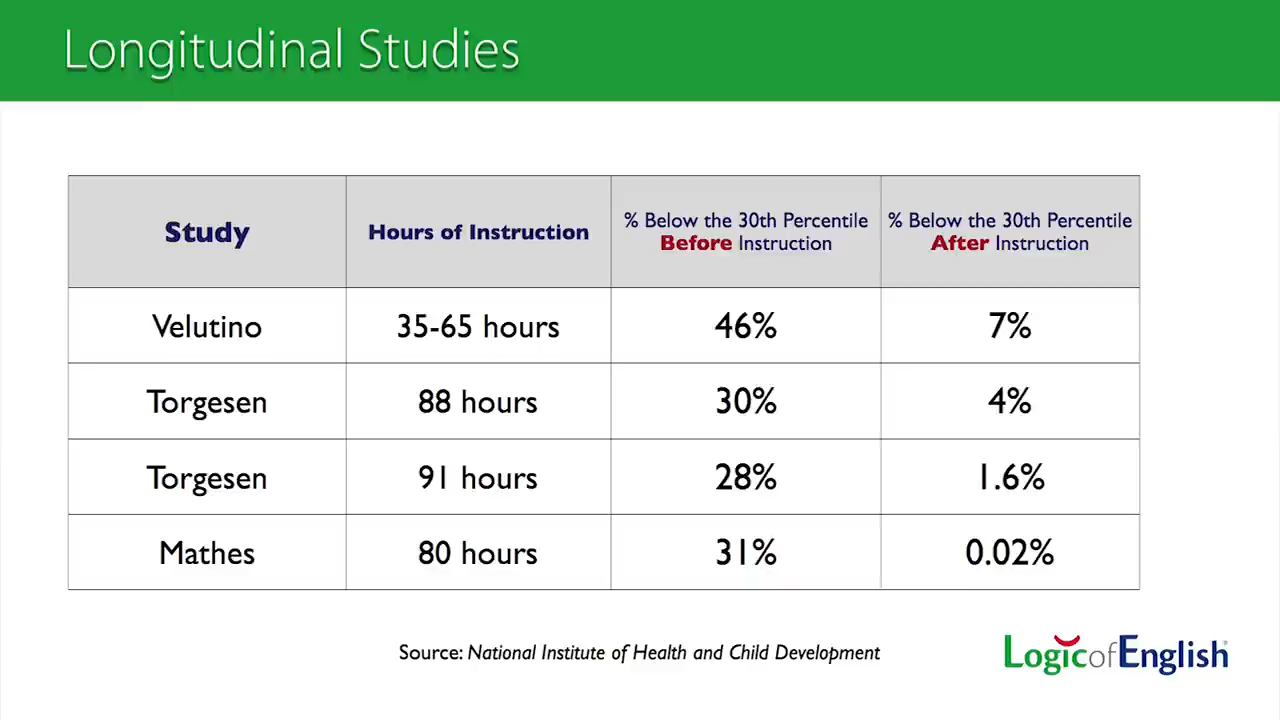 Longitudinal Studies
Study
Hours of Instruction
% Below the 30th Percentile
Before Instruction
% Below the 30th Percentile
After Instruction
Velutino 35-65 hours 46% 7%
Torgesen 88 hours 30% 4%
Torgesen 91 hours 28% 1.6%
Mathes 80 hours 31% 0.02%
Source: National Institute of Health and Child Development
LogicofEnglish®